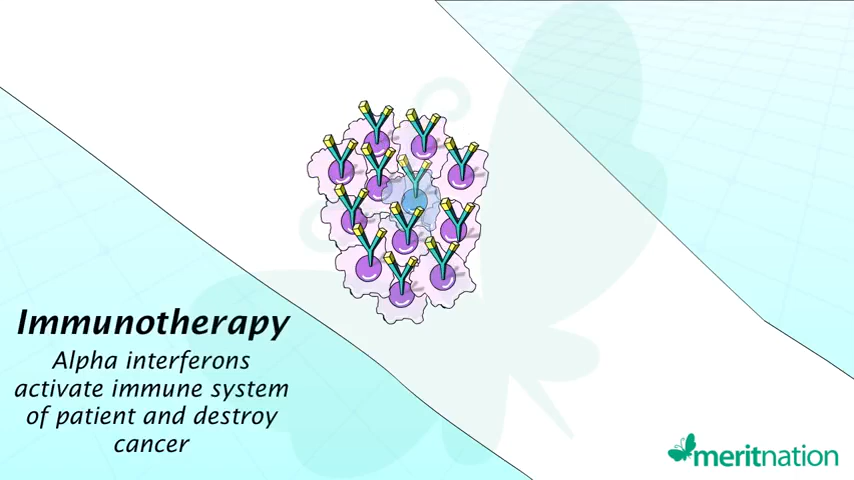 Immunotherapy
Alpha interferons
activate immune system
of patient and destroy
cancer
meritnation